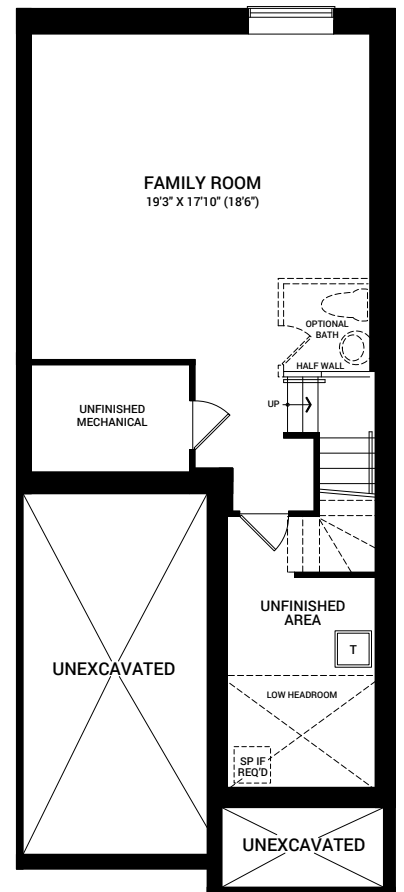 FAMILY ROOM
19'3" X 17'10" (18'6")
OPTIONAL
BATH
HALF WALL
UP
UNFINISHED
MECHANICAL
UNFINISHED
AREA
T
UNEXCAVATED
LOW HEADROOM
SP IF
REQ'D
UNEXCAVATED